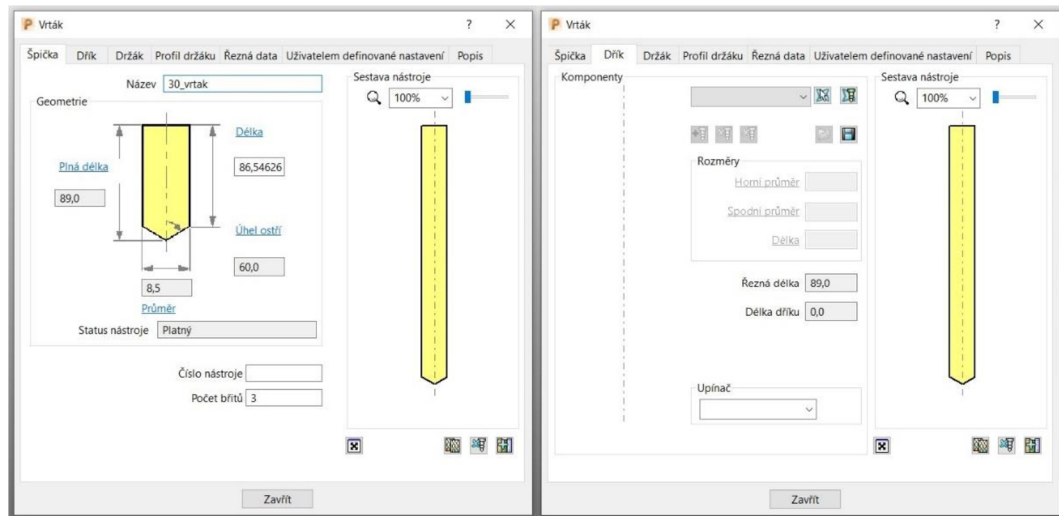 Vrták ? ×
Špička Dřík Držák Profil držáku Řezná data Uživatelem definované nastavení Popis
Název 30_vrtak
Geometrie
Délka
86,54626
Plná délka
89,0
Úhel ostří
60,0
8,5
Průměr
Status nástroje Platný
Číslo nástroje
Počet břitů 3
Sestava nástroje
100%
Zavřít
Vrták ? ×
Špička Dřík Držák Profil držáku Řezná data Uživatelem definované nastavení Popis
Komponenty
Rozměry
Horní průměr
Spodní průměr
Délka
Řezná délka 89,0
Délka dříku 0,0
Upínač
Sestava nástroje
100%
Zavřít